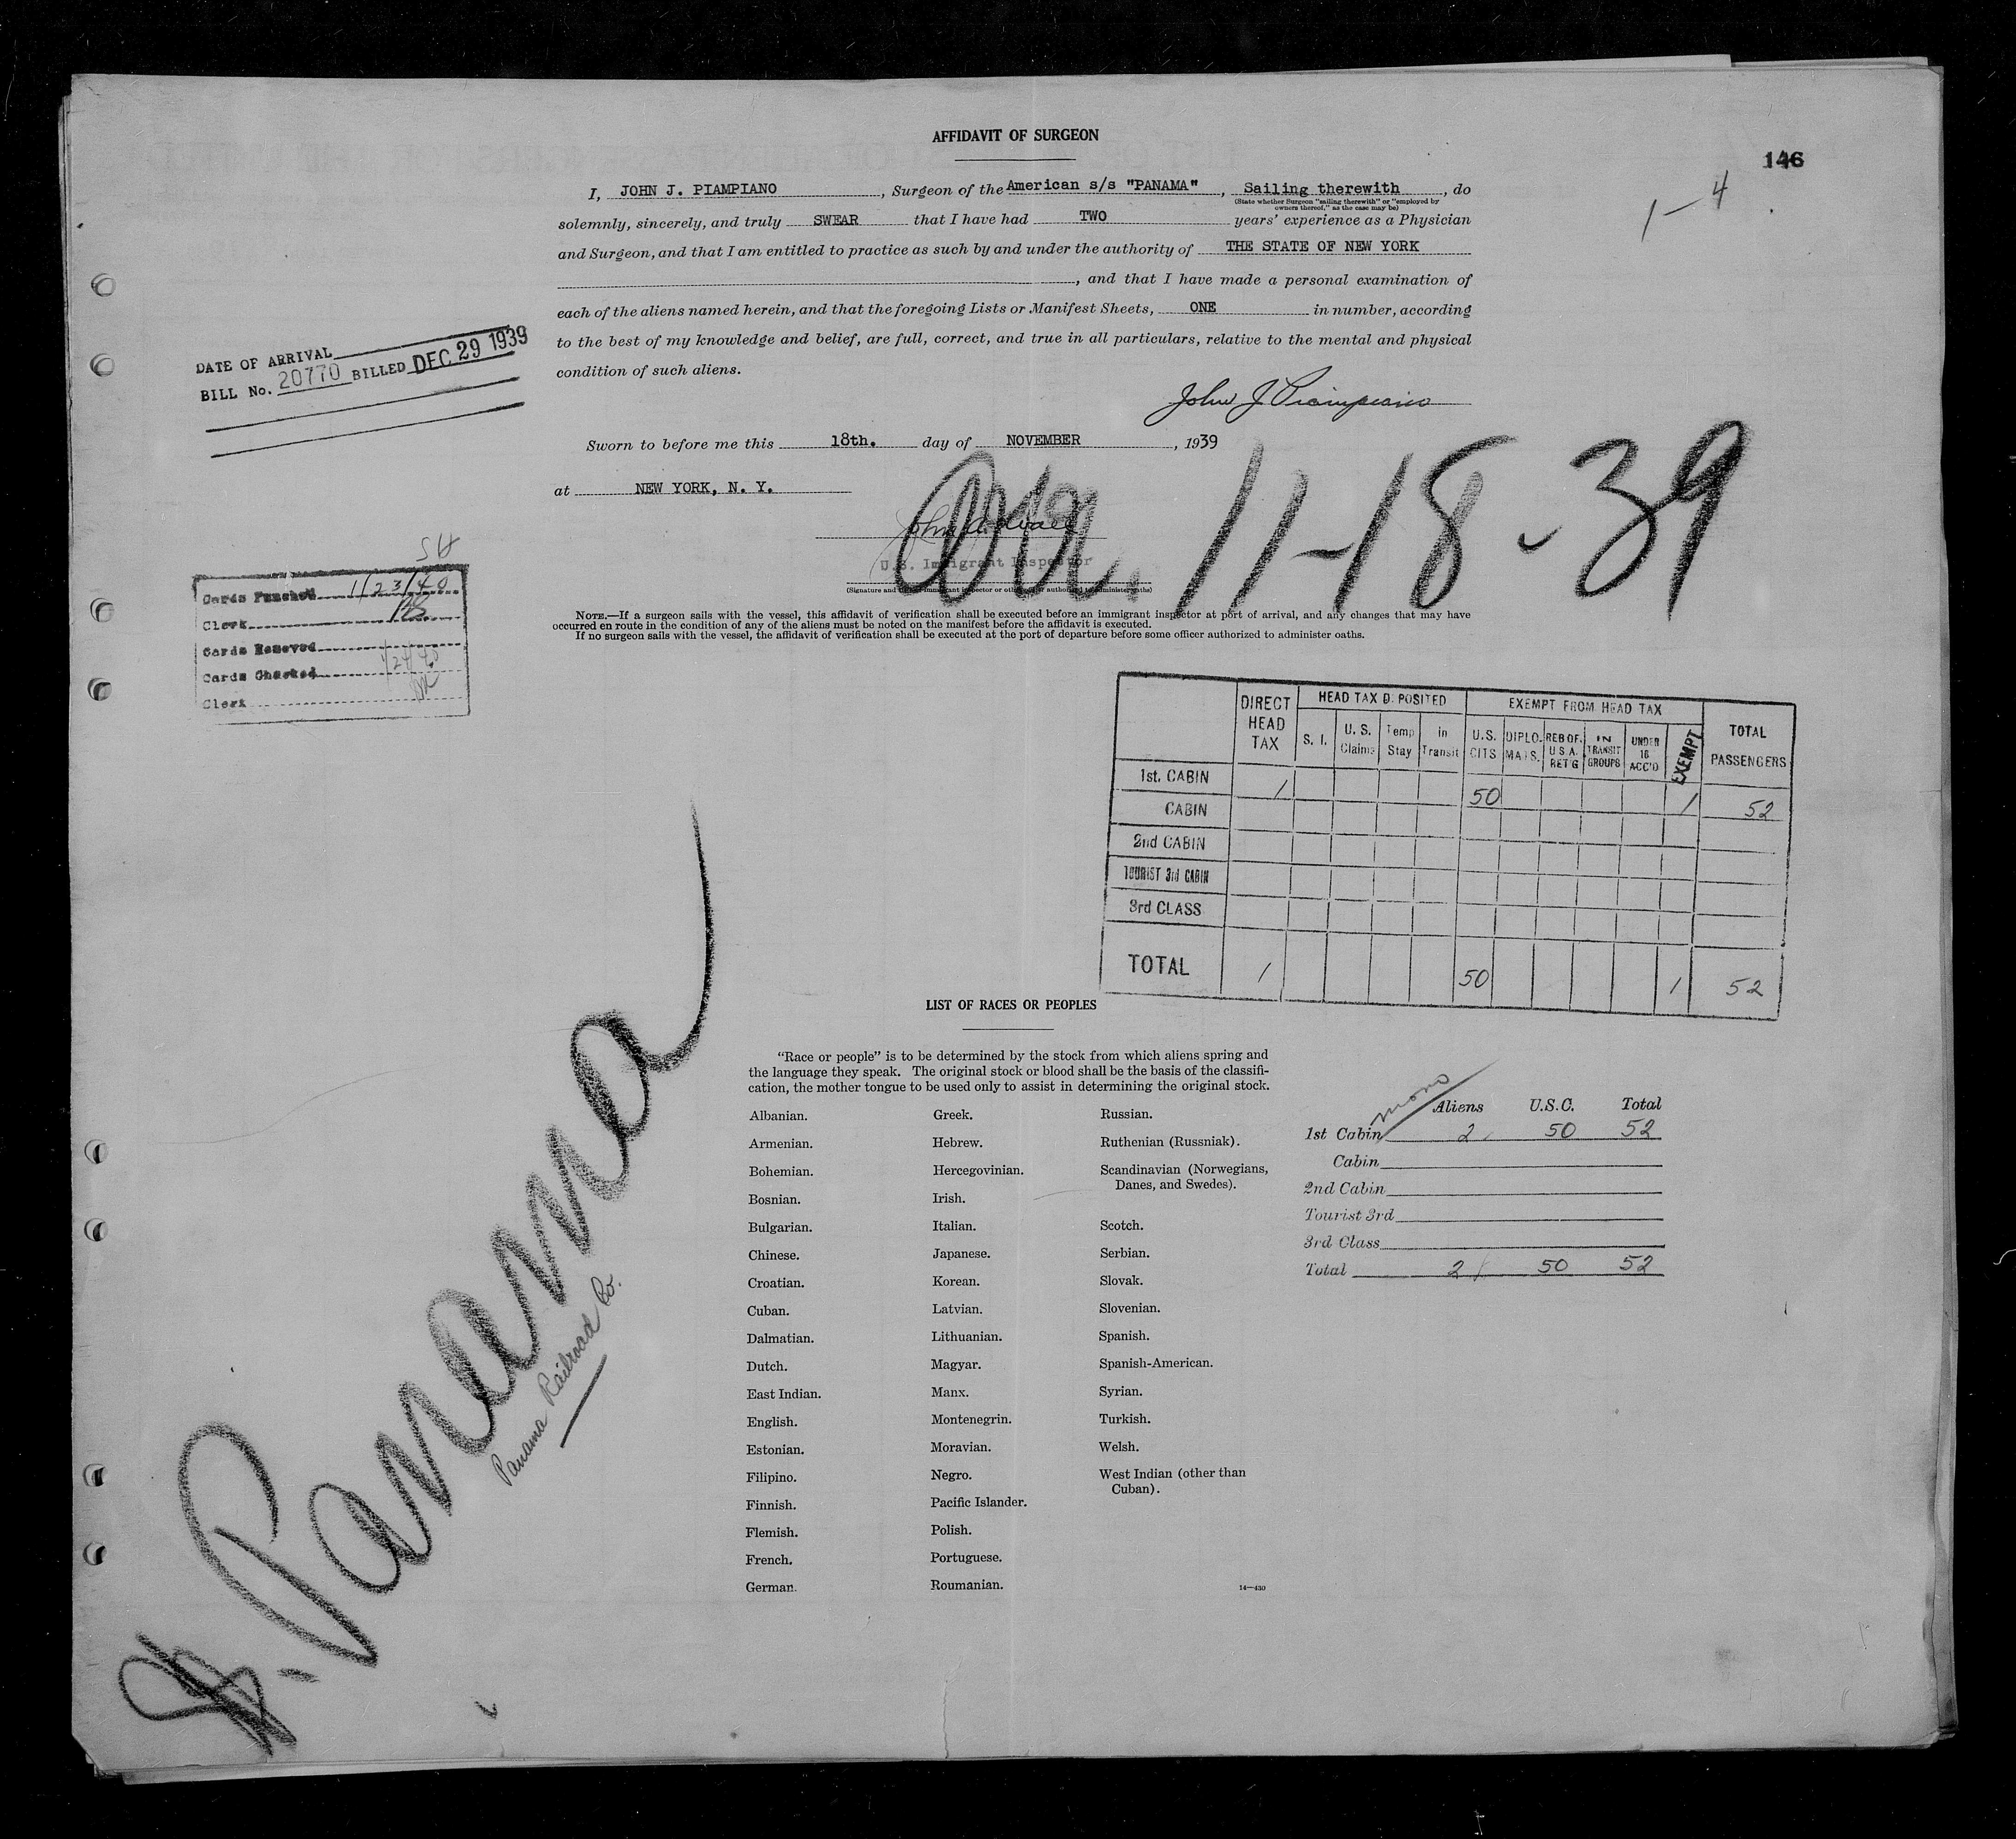 AFFIDAVIT OF SURGEON
146
1-4
I, JOHN J. PIAMPIANO, Surgeon of the American s/s "PANAMA", Sailing therewith, do
(State whether Surgeon "sailing therewith" or "employed by
owners thereof," as the case may be)
solemnly, sincerely, and truly SWEAR that I have had TWO years' experience as a Physician
and Surgeon, and that I am entitled to practice as such by and under the authority of THE STATE OF NEW YORK
, and that I have made a personal examination of
each of the aliens named herein, and that the foregoing Lists or Manifest Sheets, ONE in number, according
to the best of my knowledge and belief, are full, correct, and true in all particulars, relative to the mental and physical
condition of such aliens.
John J Piampiano
DATE OF ARRIVAL
BILL No. 20770 BILLED DEC 29 1939
Sworn to before me this 18th. day of NOVEMBER, 1939
at NEW YORK, N. Y.
11-18-39
U.S. Immigrant Inspector
Cards Punched 1/23/40
Clerk
Cards Removed
Cards Checked 1/24/40
Clerk
NOTE.—If a surgeon sails with the vessel, this affidavit of verification shall be executed before an immigrant inspector at port of arrival, and any changes that may have
occurred en route in the condition of any of the aliens must be noted on the manifest before the affidavit is executed.
If no surgeon sails with the vessel, the affidavit of verification shall be executed at the port of departure before some officer authorized to administer oaths.
DIRECT HEAD TAX
HEAD TAX D. POSITED
EXEMPT FROM HEAD TAX
TOTAL PASSENGERS
S. I.
U. S. Claims
Temp Stay
in Transit
U.S. CITS
DIPLO. MATS.
REB OF. U S A. RET'G
IN TRANSIT GROUPS
UNDER 16 ACC'D
EXEMPT
1st. CABIN 1 50 1 52
CABIN
2nd CABIN
TOURIST 3rd CABIN
3rd CLASS
TOTAL 1 50 1 52
LIST OF RACES OR PEOPLES
"Race or people" is to be determined by the stock from which aliens spring and
the language they speak. The original stock or blood shall be the basis of the classifi-
cation, the mother tongue to be used only to assist in determining the original stock.
Albanian.
Armenian.
Bohemian.
Bosnian.
Bulgarian.
Chinese.
Croatian.
Cuban.
Dalmatian.
Dutch.
East Indian.
English.
Estonian.
Filipino.
Finnish.
Flemish.
French.
German.
Greek.
Hebrew.
Hercegovinian.
Irish.
Italian.
Japanese.
Korean.
Latvian.
Lithuanian.
Magyar.
Manx.
Montenegrin.
Moravian.
Negro.
Pacific Islander.
Polish.
Portuguese.
Roumanian.
Russian.
Ruthenian (Russniak).
Scandinavian (Norwegians,
Danes, and Swedes).
Scotch.
Serbian.
Slovak.
Slovenian.
Spanish.
Spanish-American.
Syrian.
Turkish.
Welsh.
West Indian (other than
Cuban).
14—430
mono
Aliens U.S.C. Total
1st Cabin 2 50 52
Cabin
2nd Cabin
Tourist 3rd
3rd Class
Total 2 50 52
Panama
Panama Railroad Co.